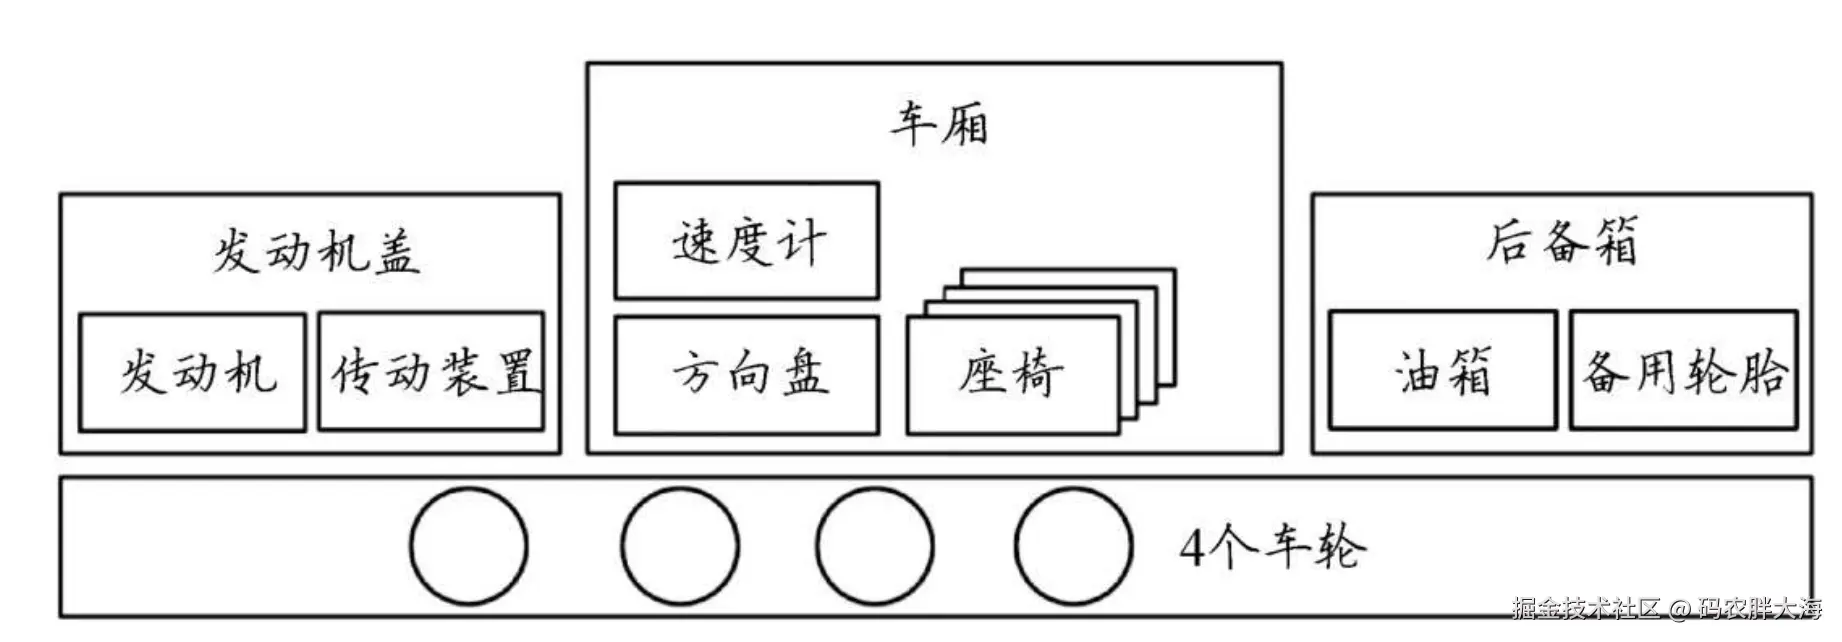 车厢
发动机盖
速度计
后备箱
发动机
传动装置
方向盘
座椅
油箱
备用轮胎
4个车轮
掘金技术社区 @ 码农胖大海